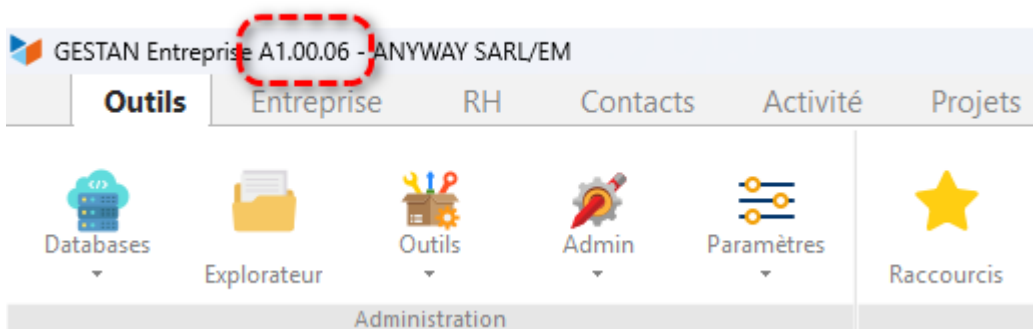 GESTAN Entreprise A1.00.06 - ANYWAY SARL/EM
Outils Entreprise RH Contacts Activité Projets
Databases Explorateur Outils Admin Paramètres Raccourcis
Administration